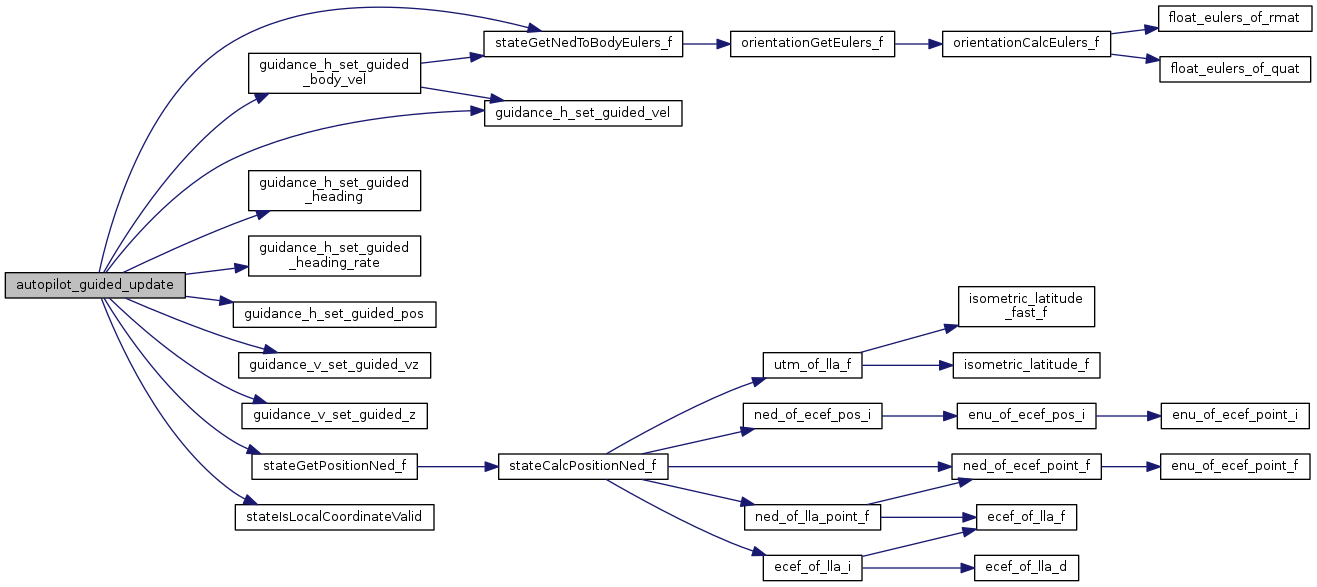 autopilot_guided_update
stateGetNedToBodyEulers_f
guidance_h_set_guided
_body_vel
guidance_h_set_guided_vel
guidance_h_set_guided
_heading
guidance_h_set_guided
_heading_rate
guidance_h_set_guided_pos
guidance_v_set_guided_vz
guidance_v_set_guided_z
stateGetPositionNed_f
stateIsLocalCoordinateValid
orientationGetEulers_f
orientationCalcEulers_f
float_eulers_of_rmat
float_eulers_of_quat
stateCalcPositionNed_f
utm_of_lla_f
isometric_latitude
_fast_f
isometric_latitude_f
ned_of_ecef_pos_i
enu_of_ecef_pos_i
enu_of_ecef_point_i
ned_of_ecef_point_f
enu_of_ecef_point_f
ned_of_lla_point_f
ecef_of_lla_f
ecef_of_lla_i
ecef_of_lla_d